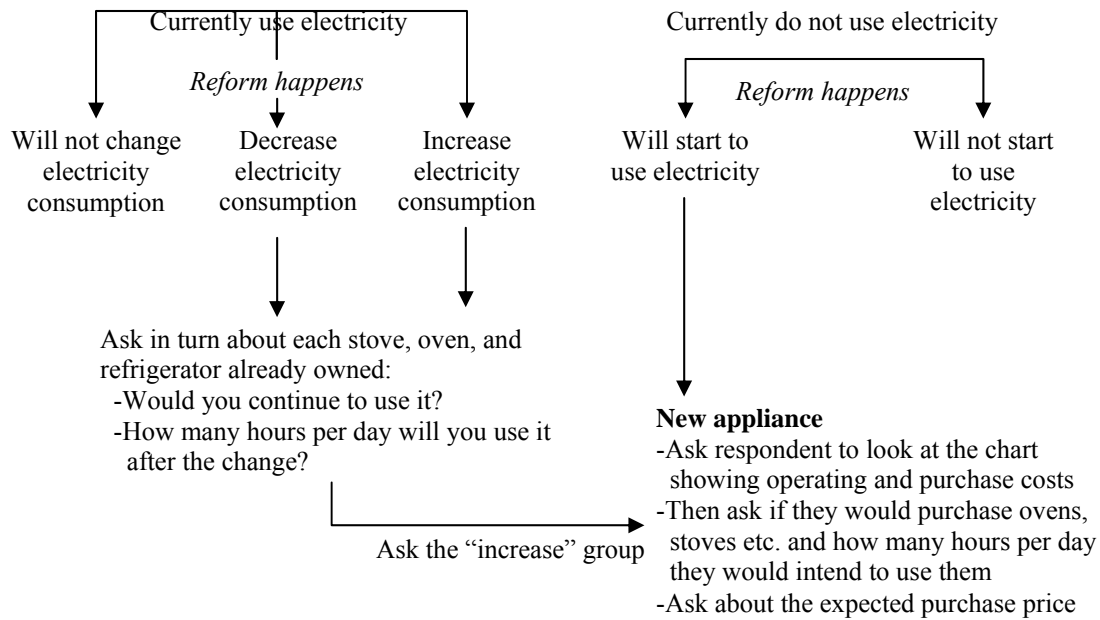 Currently use electricity
Reform happens
Will not change
electricity
consumption
Decrease
electricity
consumption
Increase
electricity
consumption
Ask in turn about each stove, oven, and
refrigerator already owned:
-Would you continue to use it?
-How many hours per day will you use it
after the change?
Ask the “increase” group
Currently do not use electricity
Reform happens
Will start to
use electricity
Will not start
to use
electricity
New appliance
-Ask respondent to look at the chart
showing operating and purchase costs
-Then ask if they would purchase ovens,
stoves etc. and how many hours per day
they would intend to use them
-Ask about the expected purchase price